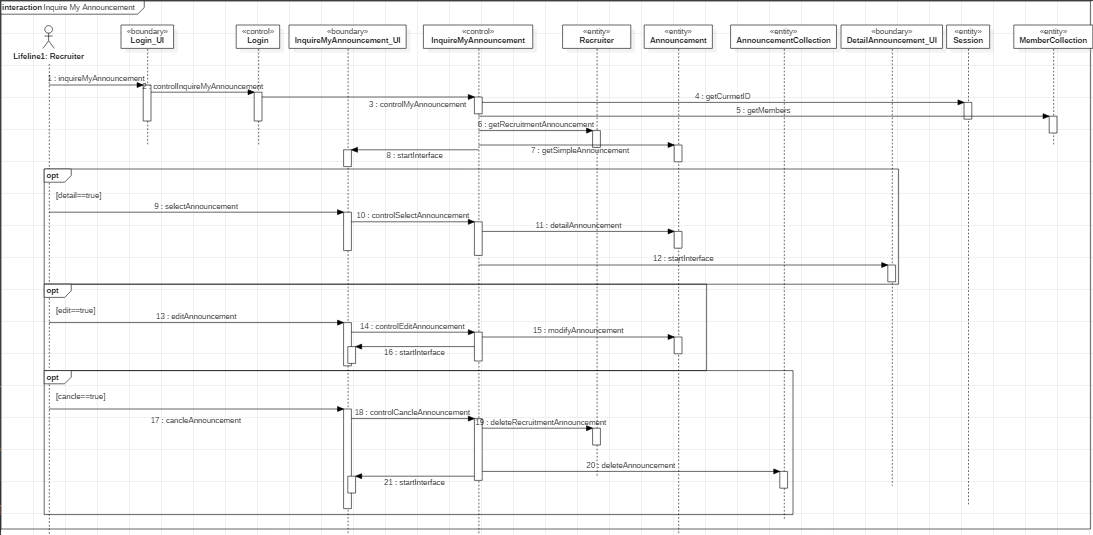 interaction Inquire My Announcement
«boundary»
Login_UI
«control»
Login
«boundary»
InquireMyAnnouncement_UI
«control»
InquireMyAnnouncement
«entity»
Recruiter
«entity»
Announcement
«entity»
AnnouncementCollection
«boundary»
DetailAnnouncement_UI
«entity»
Session
«entity»
MemberCollection
Lifeline1: Recruiter
1 : inquireMyAnnouncement
2 : controlInquireMyAnnouncement
3 : controlMyAnnouncement
4 : getCurrnetID
5 : getMembers
6 : getRecruitmentAnnouncement
7 : getSimpleAnnouncement
8 : startInterface
opt
[detail==true]
9 : selectAnnouncement
10 : controlSelectAnnouncement
11 : detailAnnouncement
12 : startInterface
opt
[edit==true]
13 : editAnnouncement
14 : controlEditAnnouncement
15 : modifyAnnouncement
16 : startInterface
opt
[cancle==true]
17 : cancleAnnouncement
18 : controlCancleAnnouncement
19 : deleteRecruitmentAnnouncement
20 : deleteAnnouncement
21 : startInterface